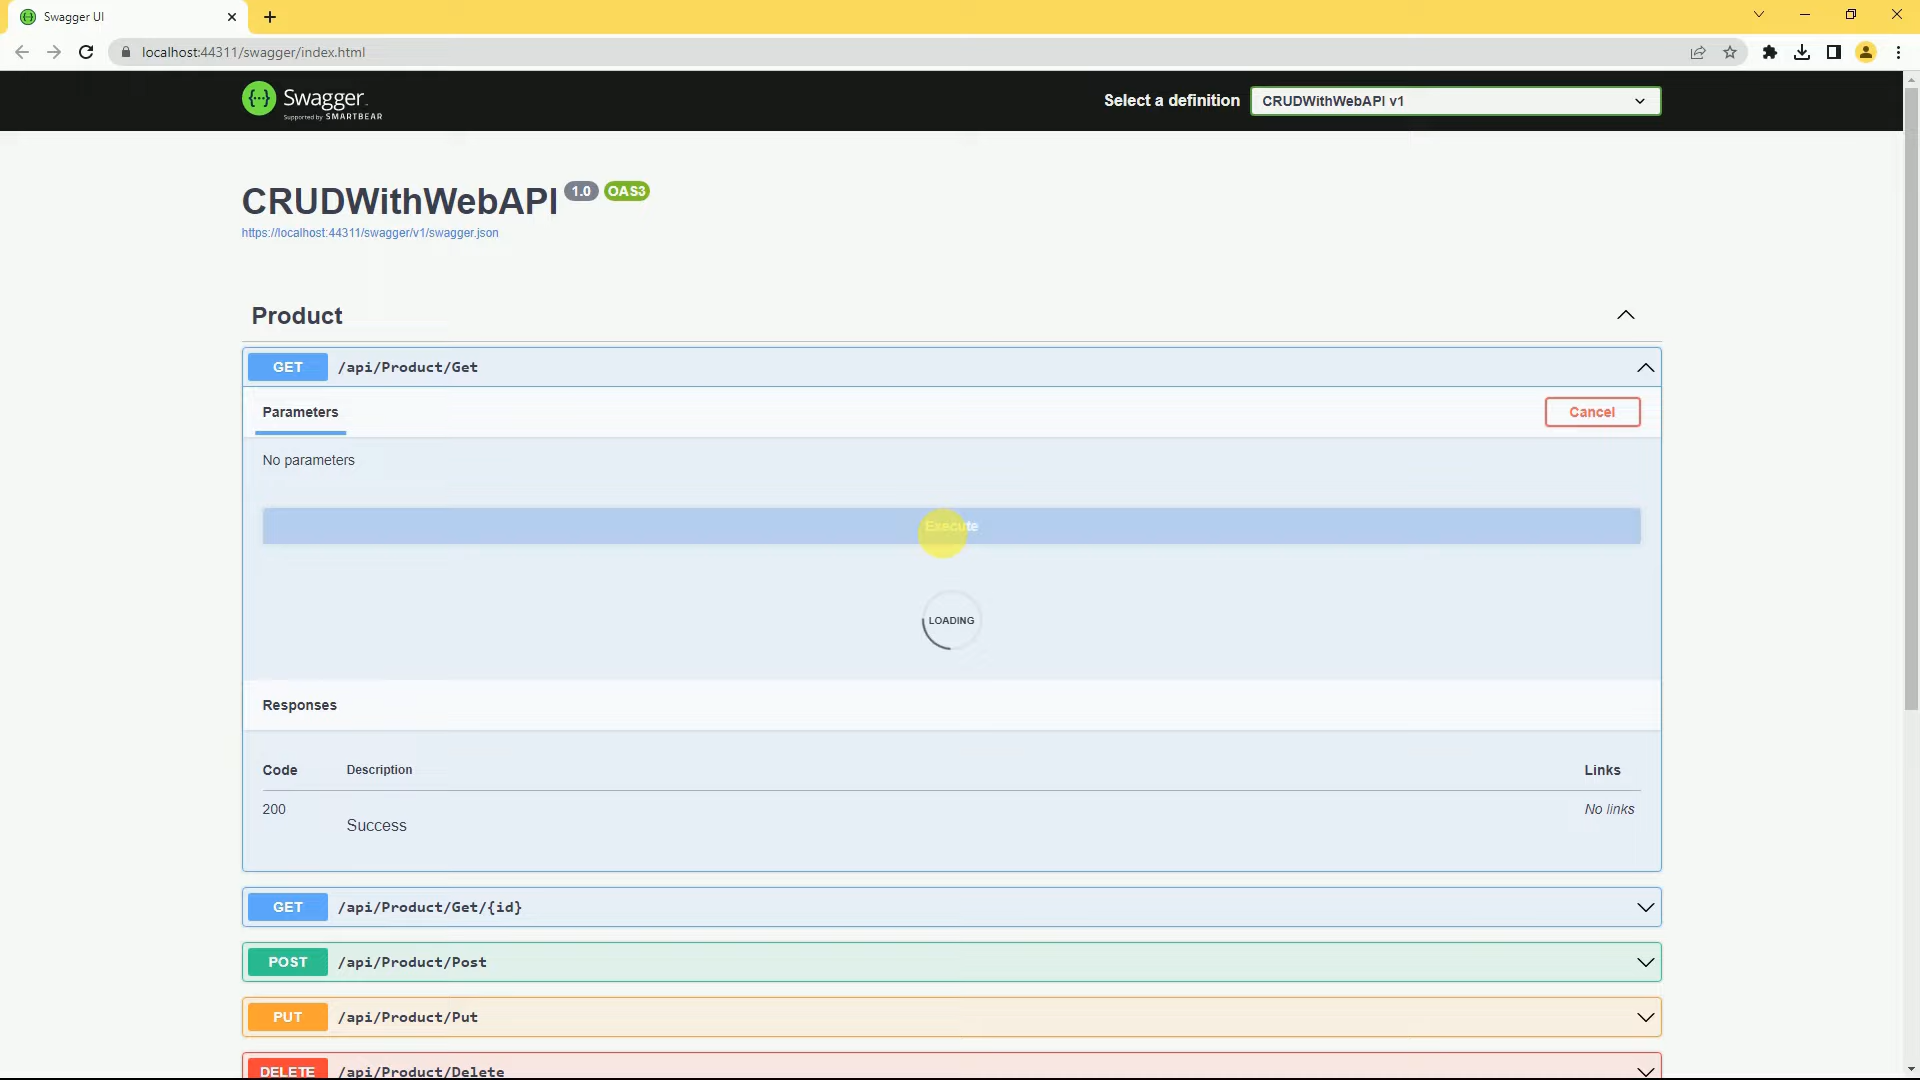 Swagger UI
localhost:44311/swagger/index.html
Swagger
Supported by SMARTBEAR
Select a definition
CRUDWithWebAPI v1
CRUDWithWebAPI 1.0 OAS3
https://localhost:44311/swagger/v1/swagger.json
Product
GET /api/Product/Get
Parameters
Cancel
No parameters
Execute
LOADING
Responses
Code Description Links
200 Success No links
GET /api/Product/Get/{id}
POST /api/Product/Post
PUT /api/Product/Put
DELETE /api/Product/Delete